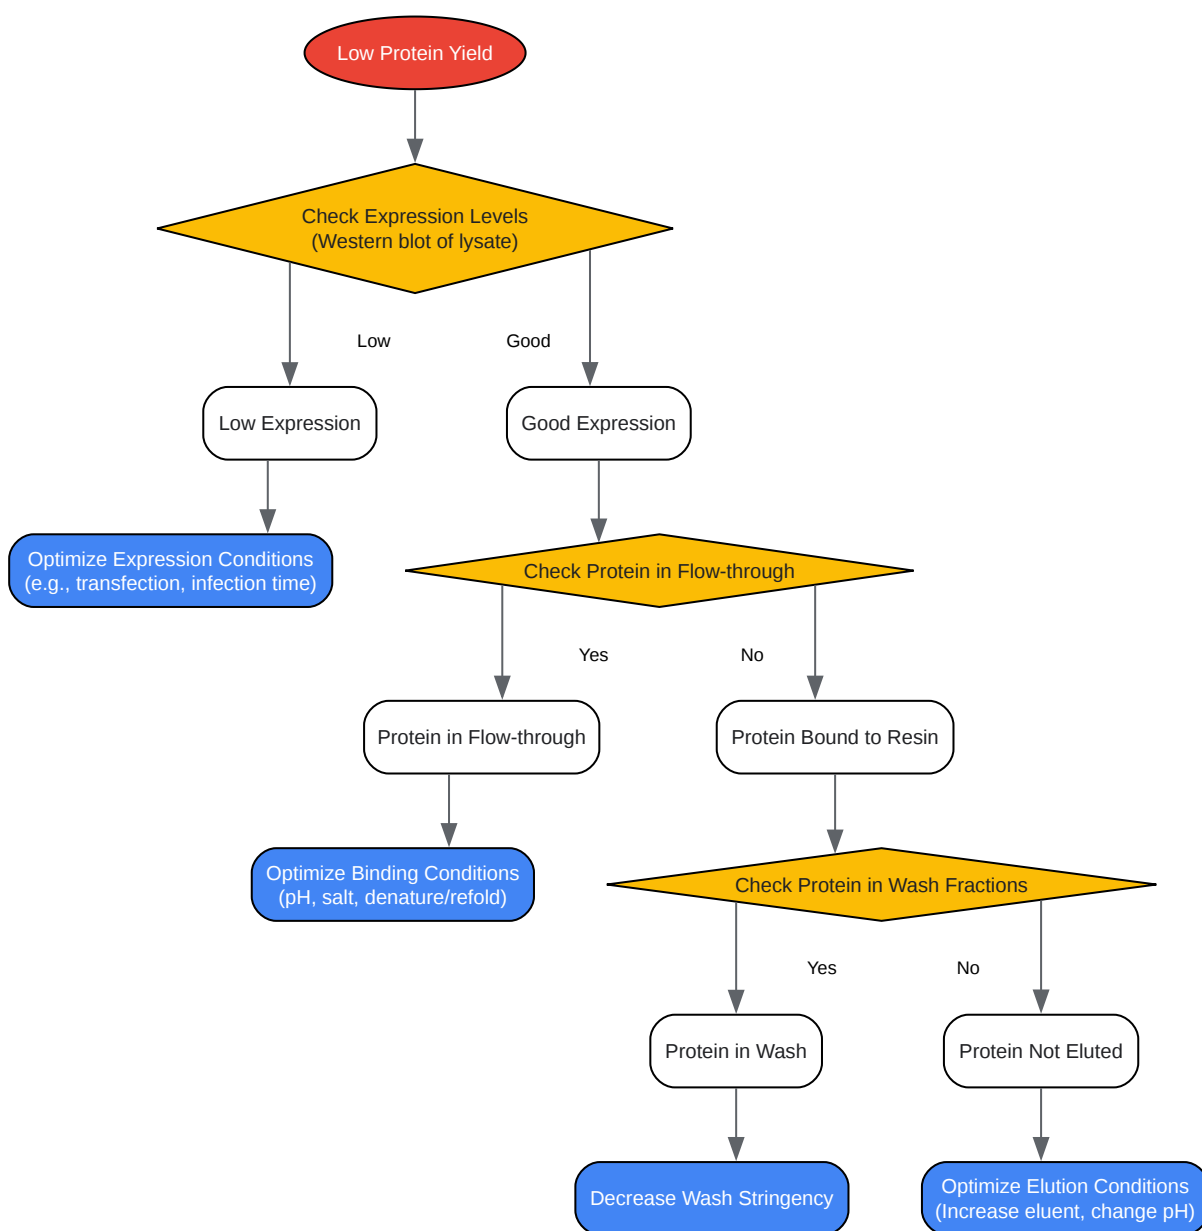 Low Protein Yield
Check Expression Levels
(Western blot of lysate)
Low
Good
Low Expression
Good Expression
Optimize Expression Conditions
(e.g., transfection, infection time)
Check Protein in Flow-through
Yes
No
Protein in Flow-through
Protein Bound to Resin
Optimize Binding Conditions
(pH, salt, denature/refold)
Check Protein in Wash Fractions
Yes
No
Protein in Wash
Protein Not Eluted
Decrease Wash Stringency
Optimize Elution Conditions
(Increase eluent, change pH)